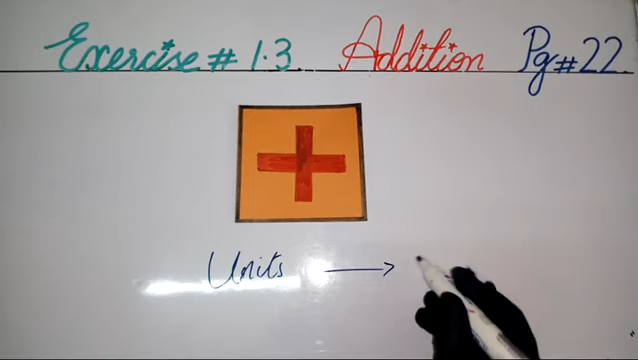 Exercise # 1.3 Addition Pg # 22
+
Units →